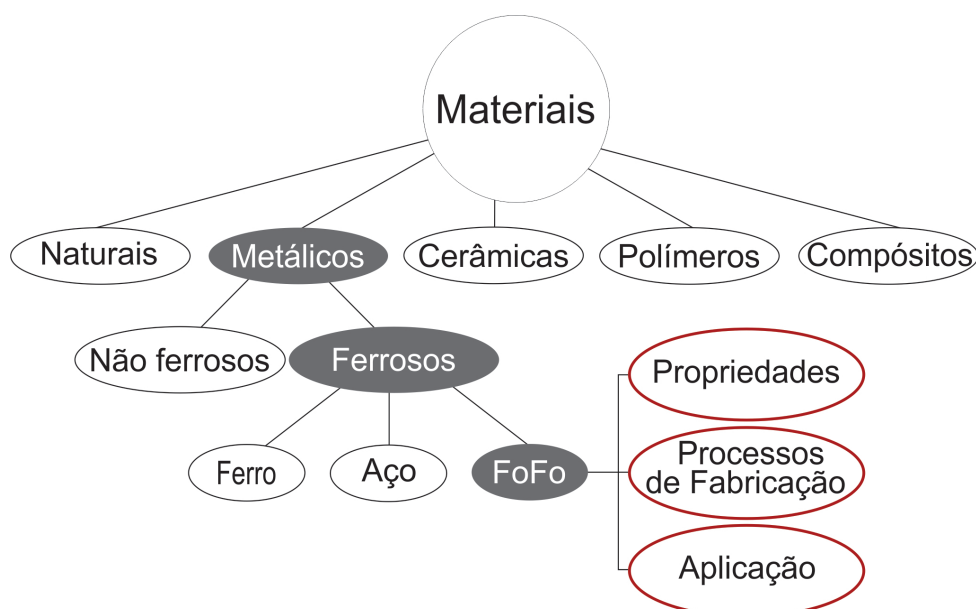 Materiais
Naturais
Metálicos
Cerâmicas
Polímeros
Compósitos
Não ferrosos
Ferrosos
Propriedades
Ferro
Aço
FoFo
Processos
de Fabricação
Aplicação